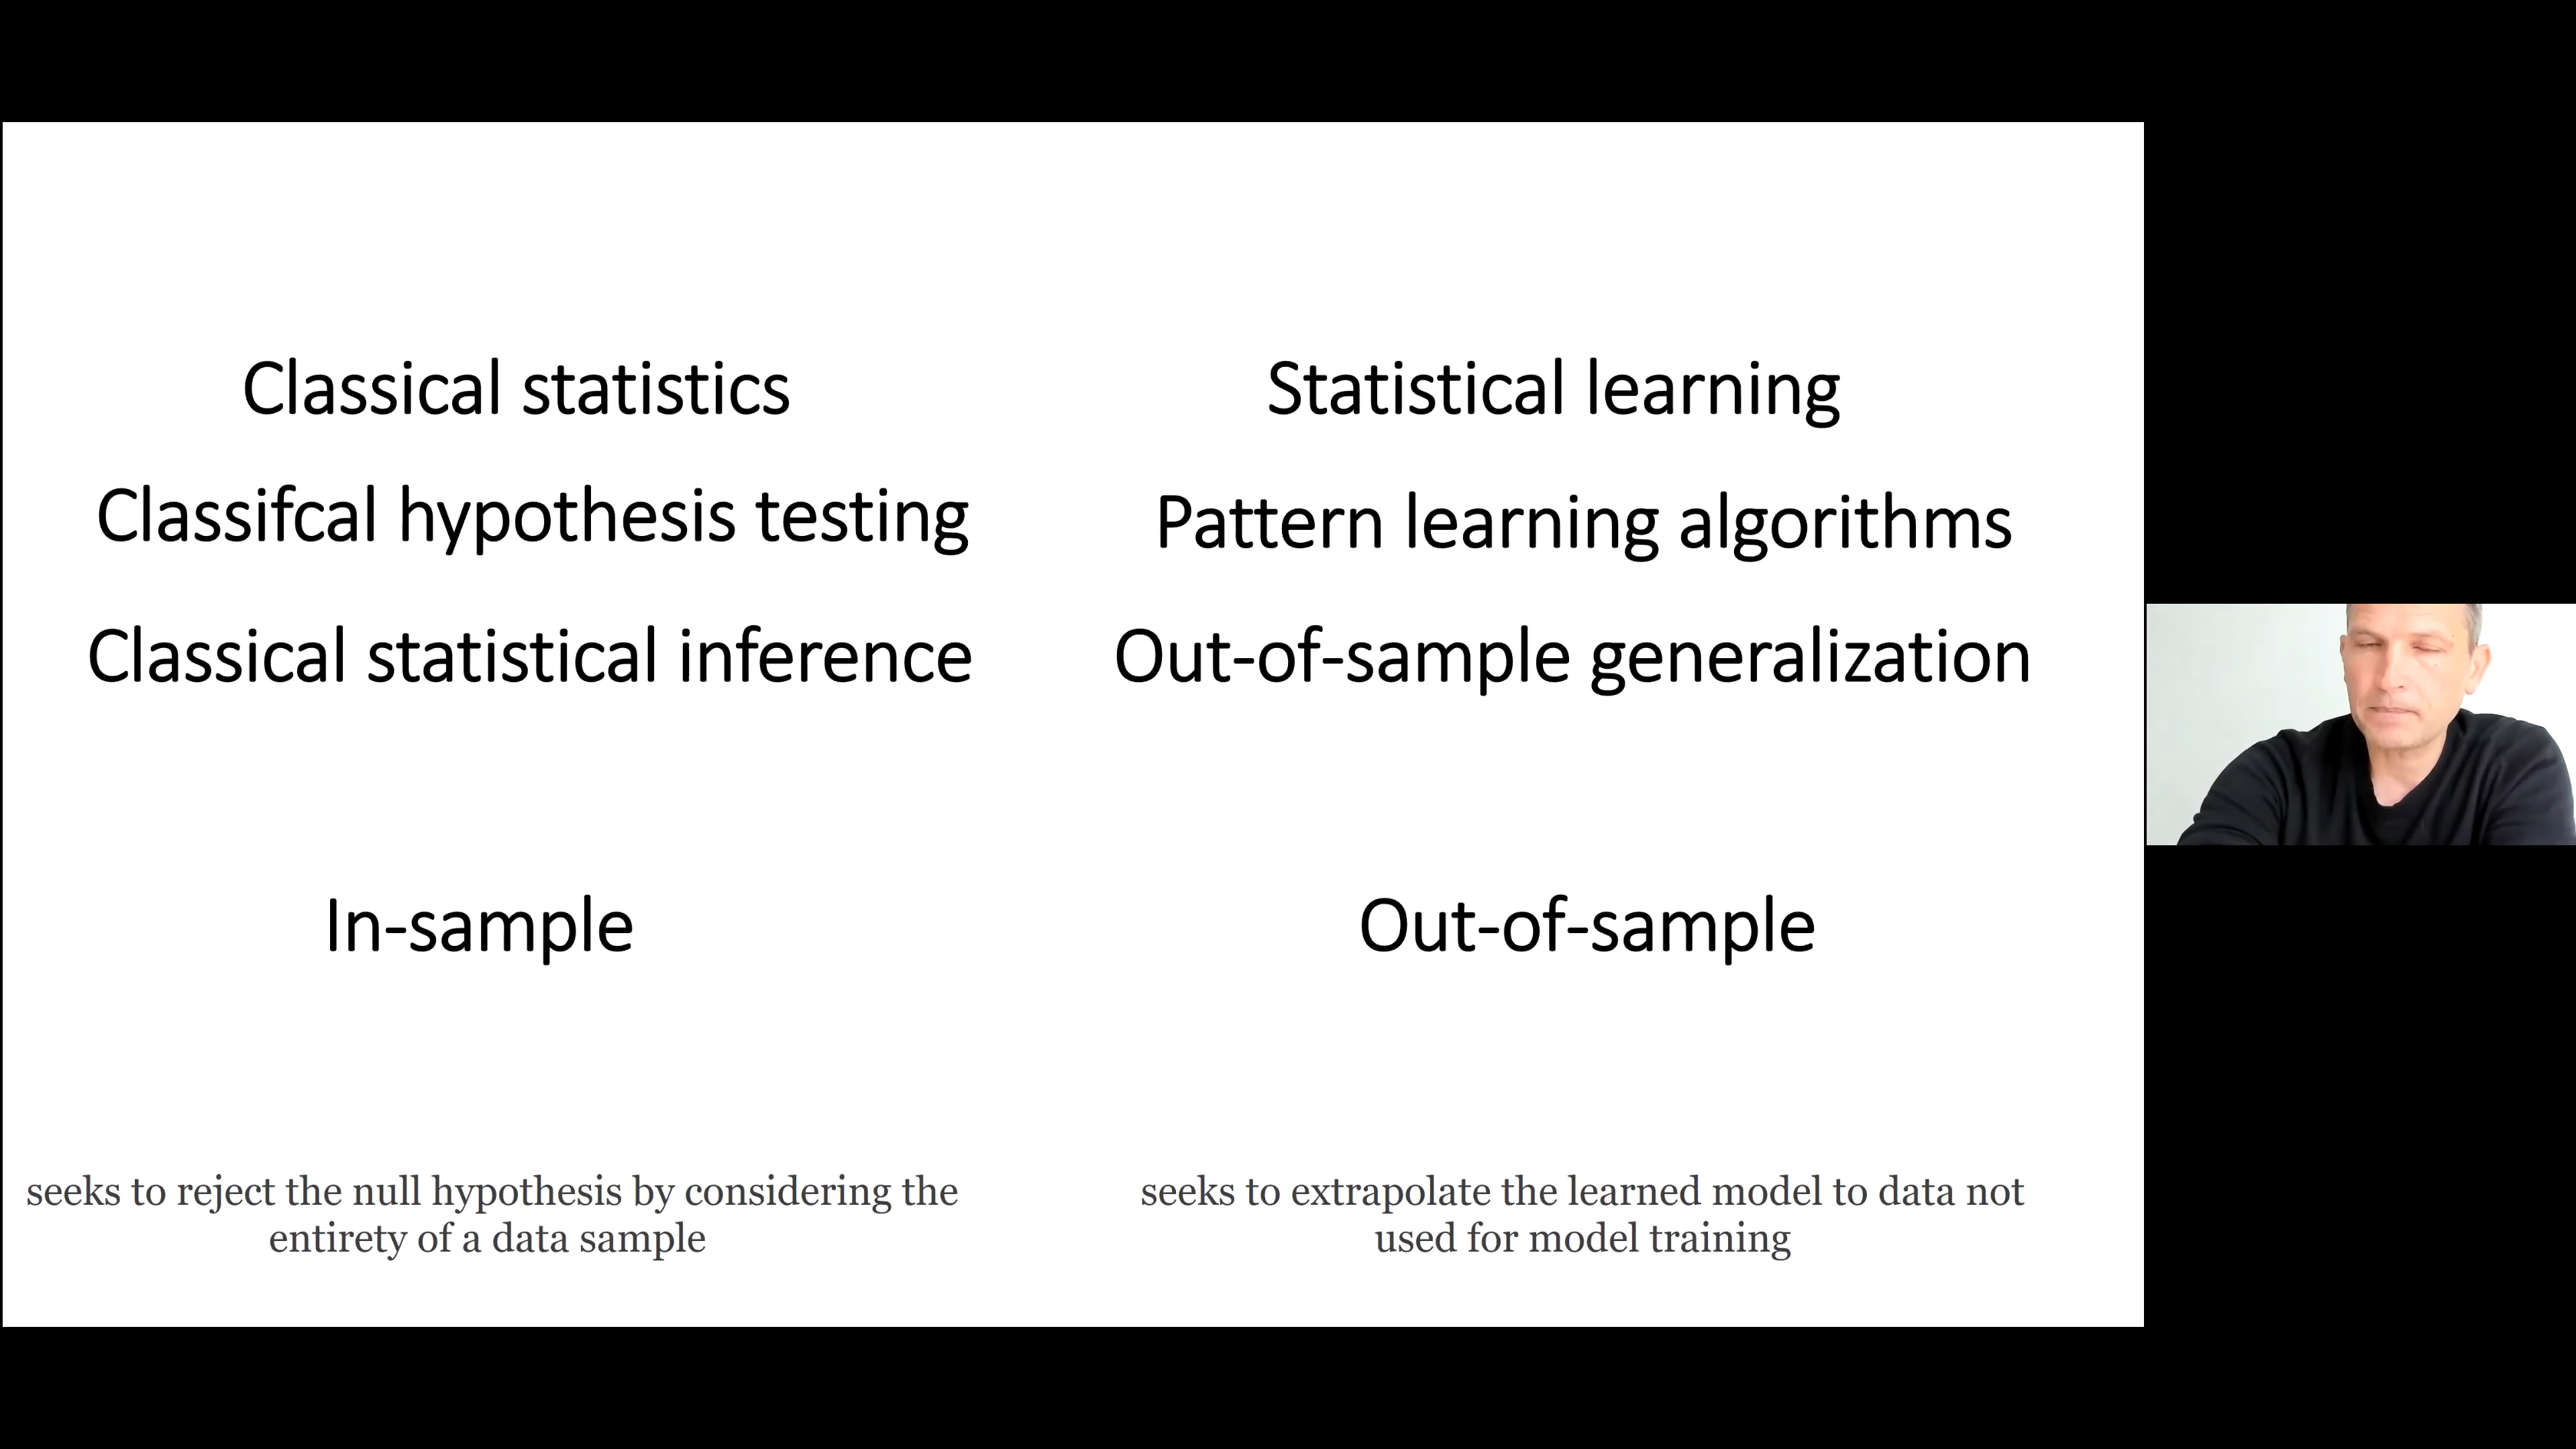 Classical statistics
Classifcal hypothesis testing
Classical statistical inference
In-sample
seeks to reject the null hypothesis by considering the
entirety of a data sample
Statistical learning
Pattern learning algorithms
Out-of-sample generalization
Out-of-sample
seeks to extrapolate the learned model to data not
used for model training